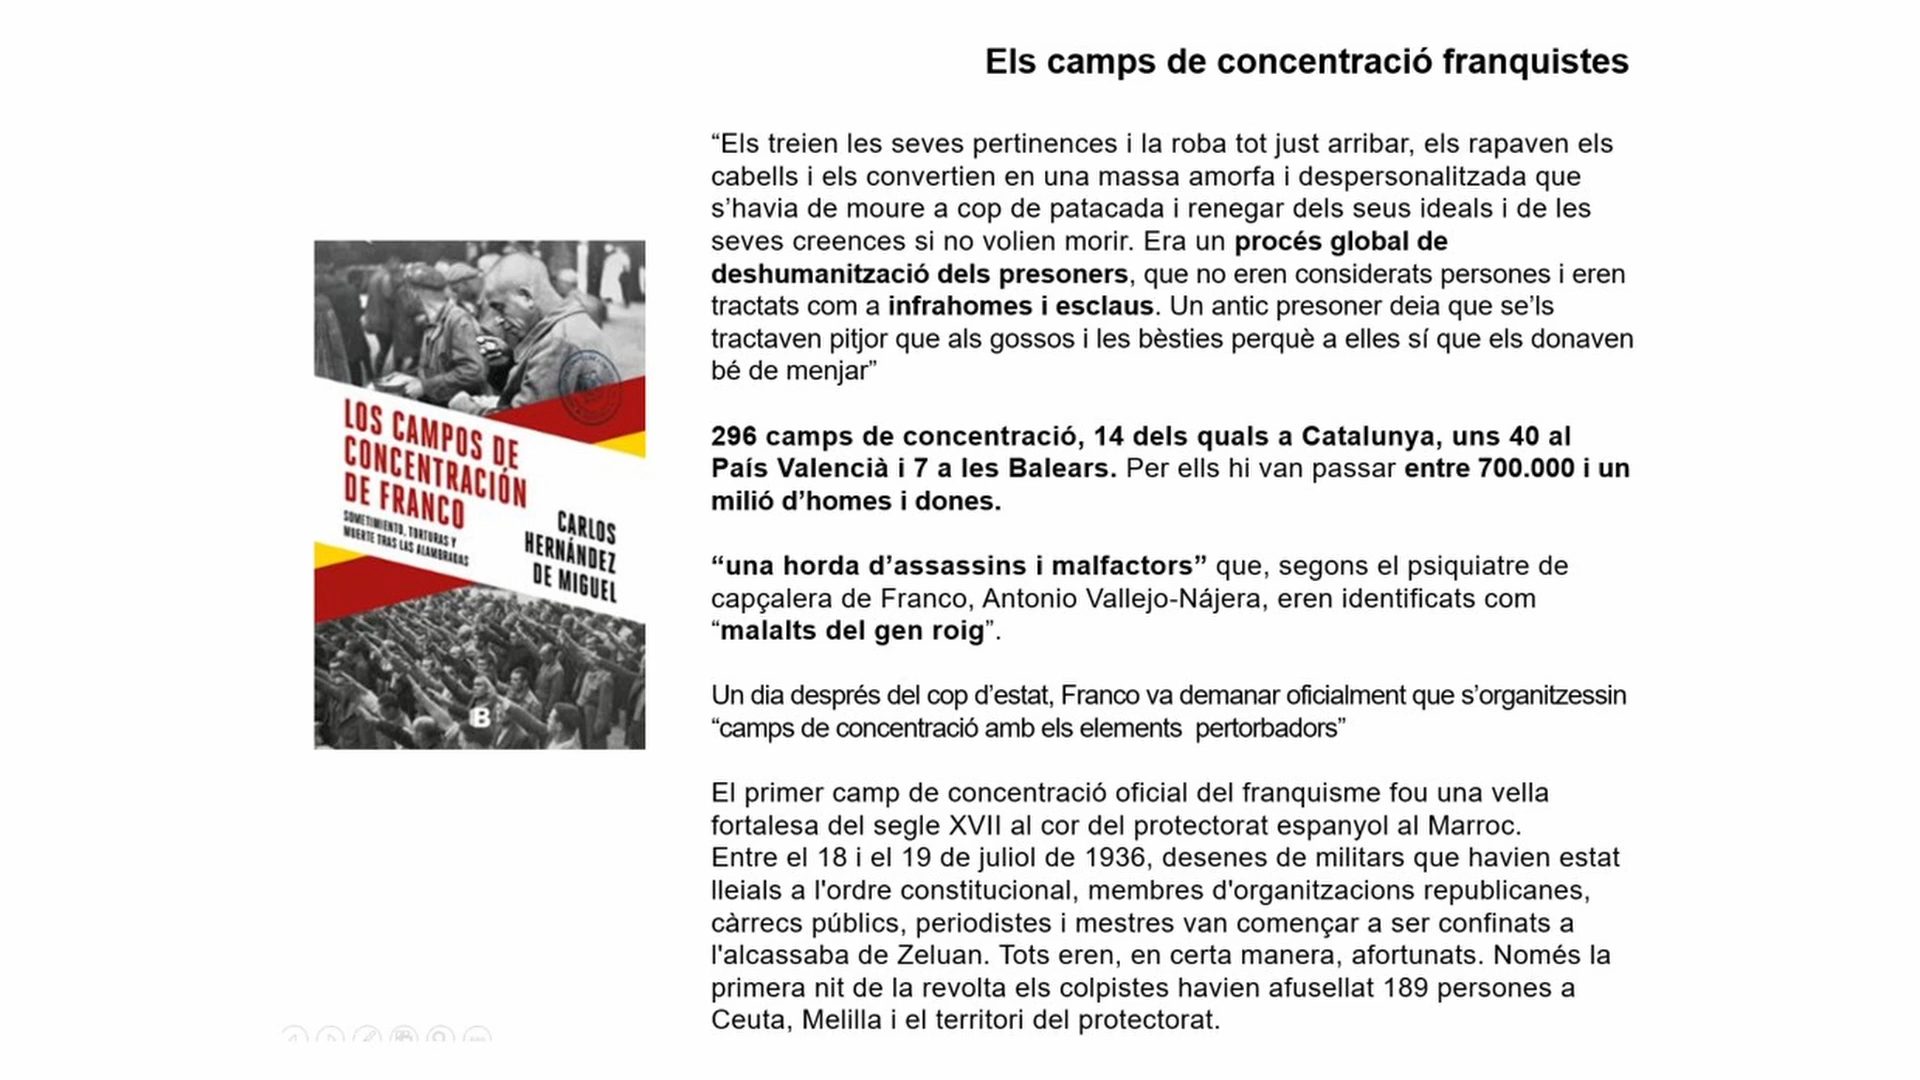 Els camps de concentració franquistes
“Els treien les seves pertinences i la roba tot just arribar, els rapaven els
cabells i els convertien en una massa amorfa i despersonalitzada que
s’havia de moure a cop de patacada i renegar dels seus ideals i de les
seves creences si no volien morir. Era un procés global de
deshumanització dels presoners, que no eren considerats persones i eren
tractats com a infrahomes i esclaus. Un antic presoner deia que se’ls
tractaven pitjor que als gossos i les bèsties perquè a elles sí que els donaven
bé de menjar”
296 camps de concentració, 14 dels quals a Catalunya, uns 40 al
País Valencià i 7 a les Balears. Per ells hi van passar entre 700.000 i un
milió d’homes i dones.
“una horda d’assassins i malfactors” que, segons el psiquiatre de
capçalera de Franco, Antonio Vallejo-Nájera, eren identificats com
“malalts del gen roig”.
Un dia després del cop d’estat, Franco va demanar oficialment que s’organitzessin
“camps de concentració amb els elements  pertorbadors”
El primer camp de concentració oficial del franquisme fou una vella
fortalesa del segle XVII al cor del protectorat espanyol al Marroc.
Entre el 18 i el 19 de juliol de 1936, desenes de militars que havien estat
lleials a l'ordre constitucional, membres d'organitzacions republicanes,
càrrecs públics, periodistes i mestres van començar a ser confinats a
l'alcassaba de Zeluan. Tots eren, en certa manera, afortunats. Només la
primera nit de la revolta els colpistes havien afusellat 189 persones a
Ceuta, Melilla i el territori del protectorat.
LOS CAMPOS DE
CONCENTRACIÓN
DE FRANCO
SOMETIMIENTO, TORTURAS Y
MUERTE TRAS LAS ALAMBRADAS
CARLOS
HERNÁNDEZ
DE MIGUEL
B